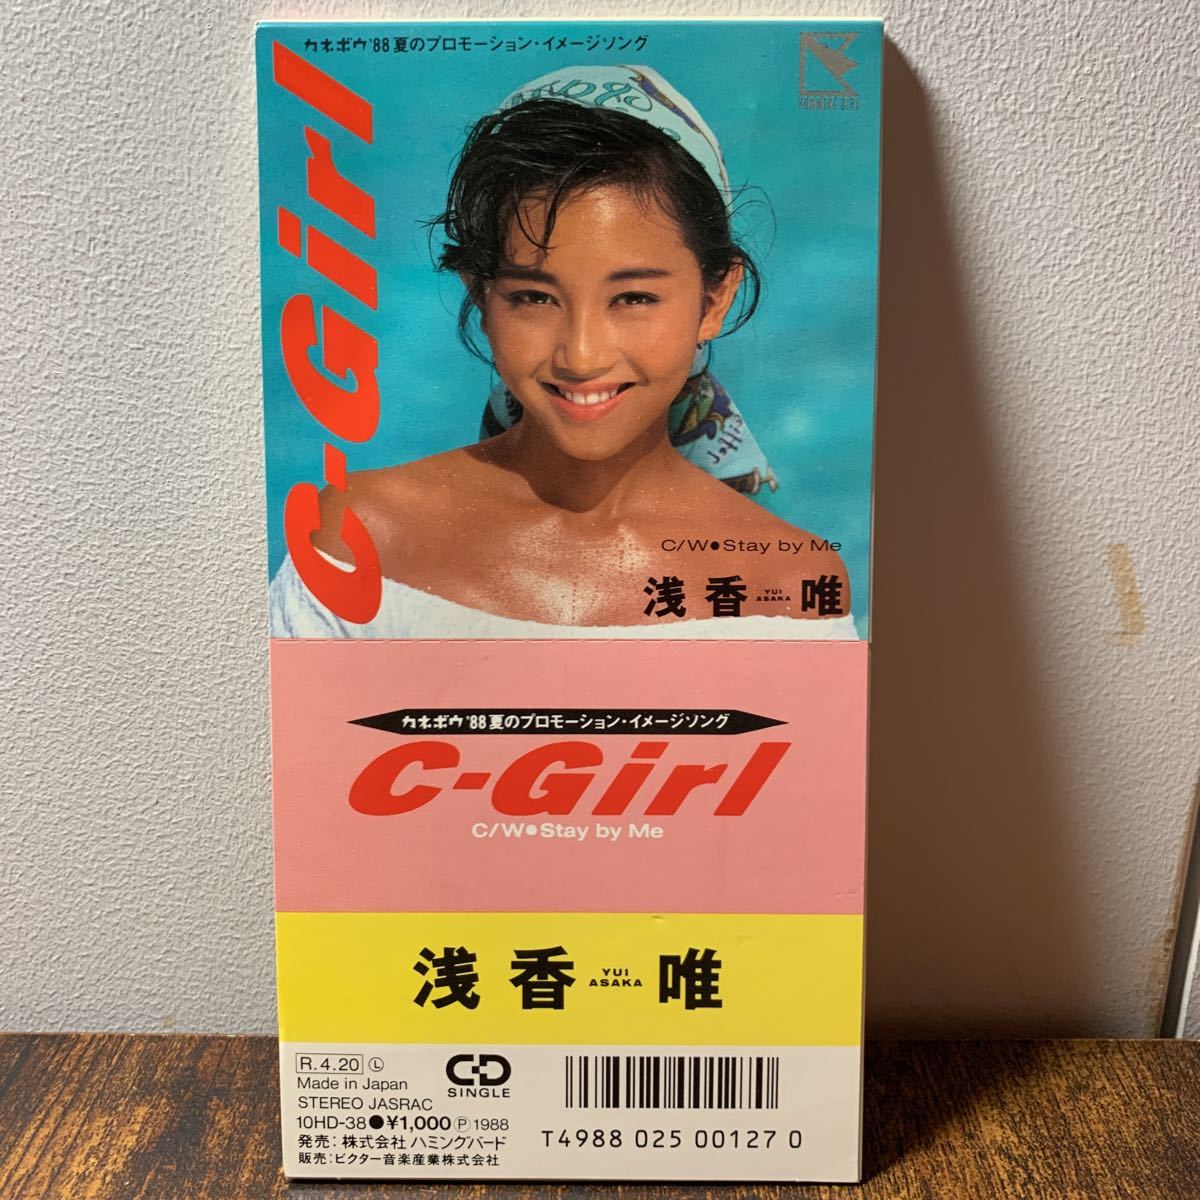 カネボウ'88夏のプロモーション・イメージソング
HUMMING BIRD
C-Girl
C/W●Stay by Me
浅香 YUI ASAKA 唯
カネボウ'88夏のプロモーション・イメージソング
C-Girl
C/W●Stay by Me
浅香 YUI ASAKA 唯
R.4.20 Ⓛ
Made in Japan
STEREO JASRAC
10HD-38●¥1,000 Ⓟ1988
発売：株式会社 ハミングバード
販売：ビクター音楽産業株式会社
CD
SINGLE
T4988 025 00127 0